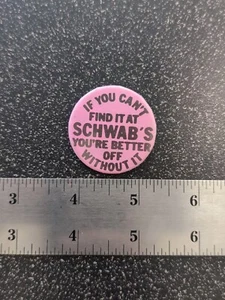 IF YOU CAN'T
FIND IT AT
SCHWAB'S
YOU'RE BETTER
OFF
WITHOUT IT
3 4 5 6
3 4 5 6